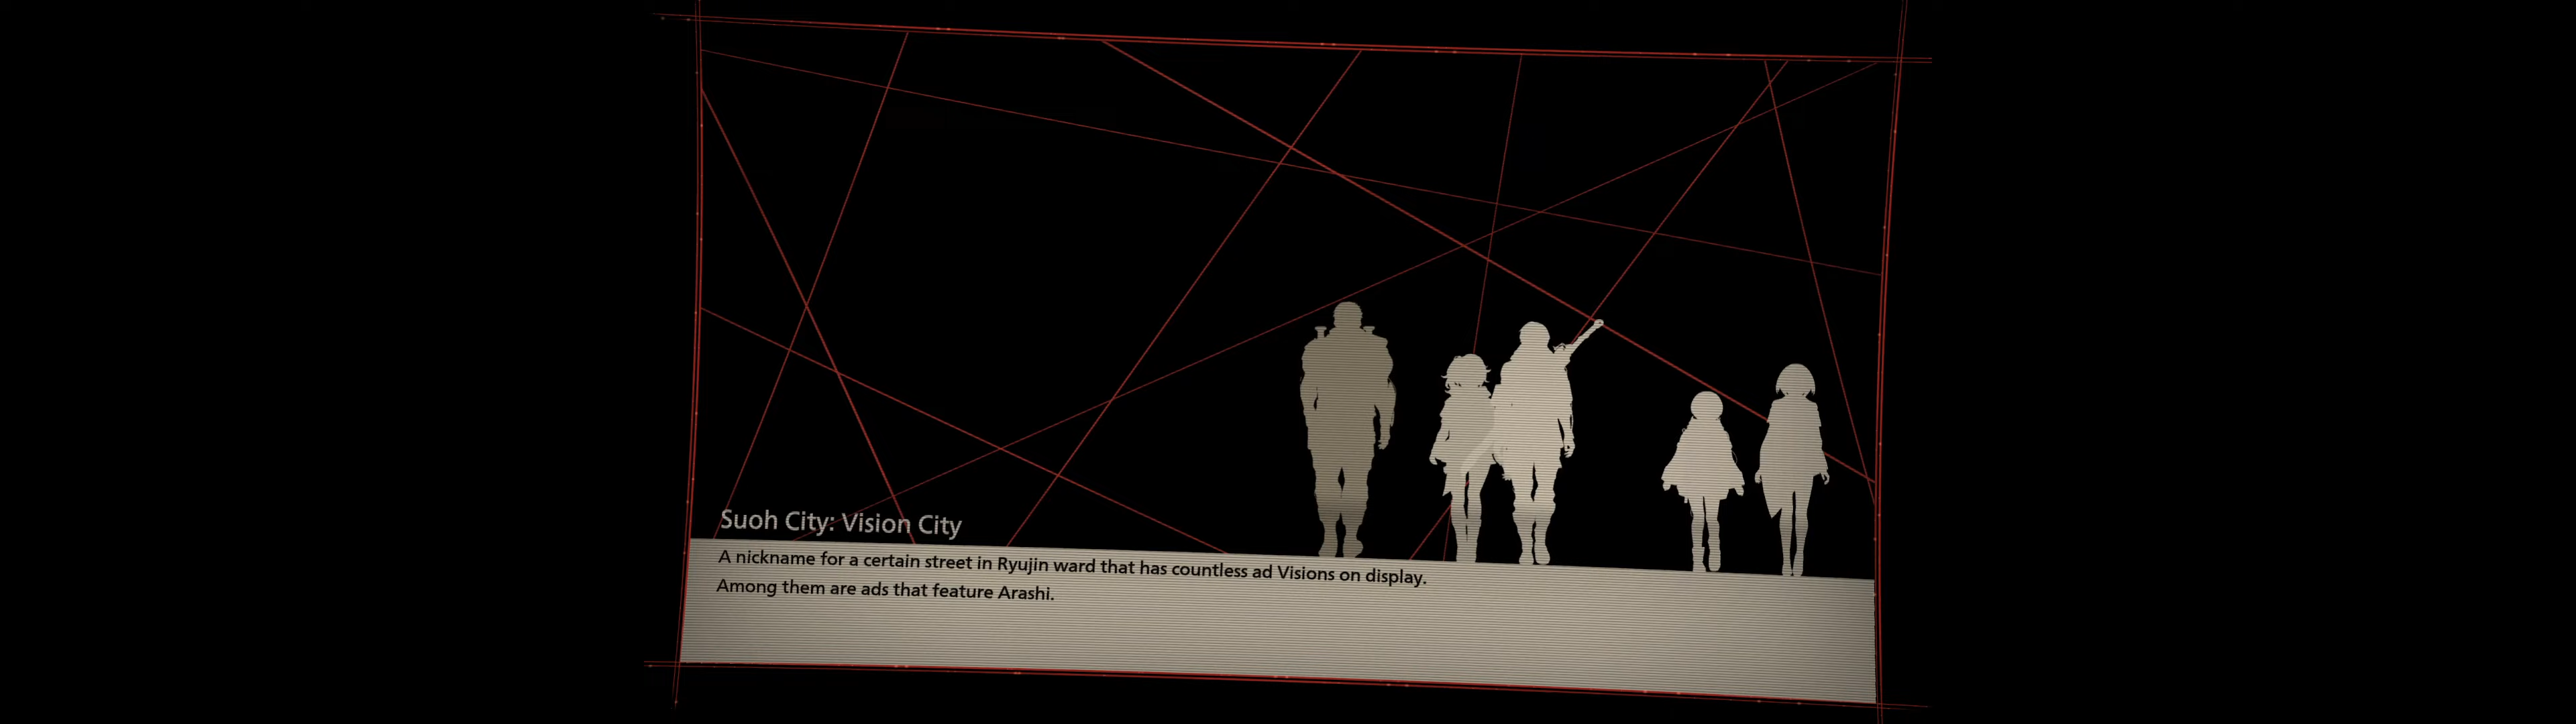 Suoh City: Vision City
A nickname for a certain street in Ryujin ward that has countless ad Visions on display.
Among them are ads that feature Arashi.